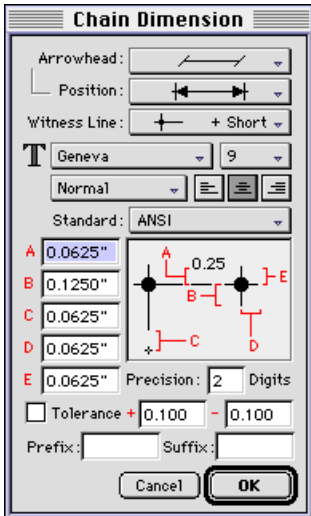 Chain Dimension
Arrowhead:
Position:
Witness Line: + Short
T Geneva 9
Normal
Standard: ANSI
A 0.0625"
B 0.1250"
C 0.0625"
D 0.0625"
E 0.0625"
A 0.25 E
B
C D
Precision: 2 Digits
Tolerance + 0.100 - 0.100
Prefix: Suffix:
Cancel OK